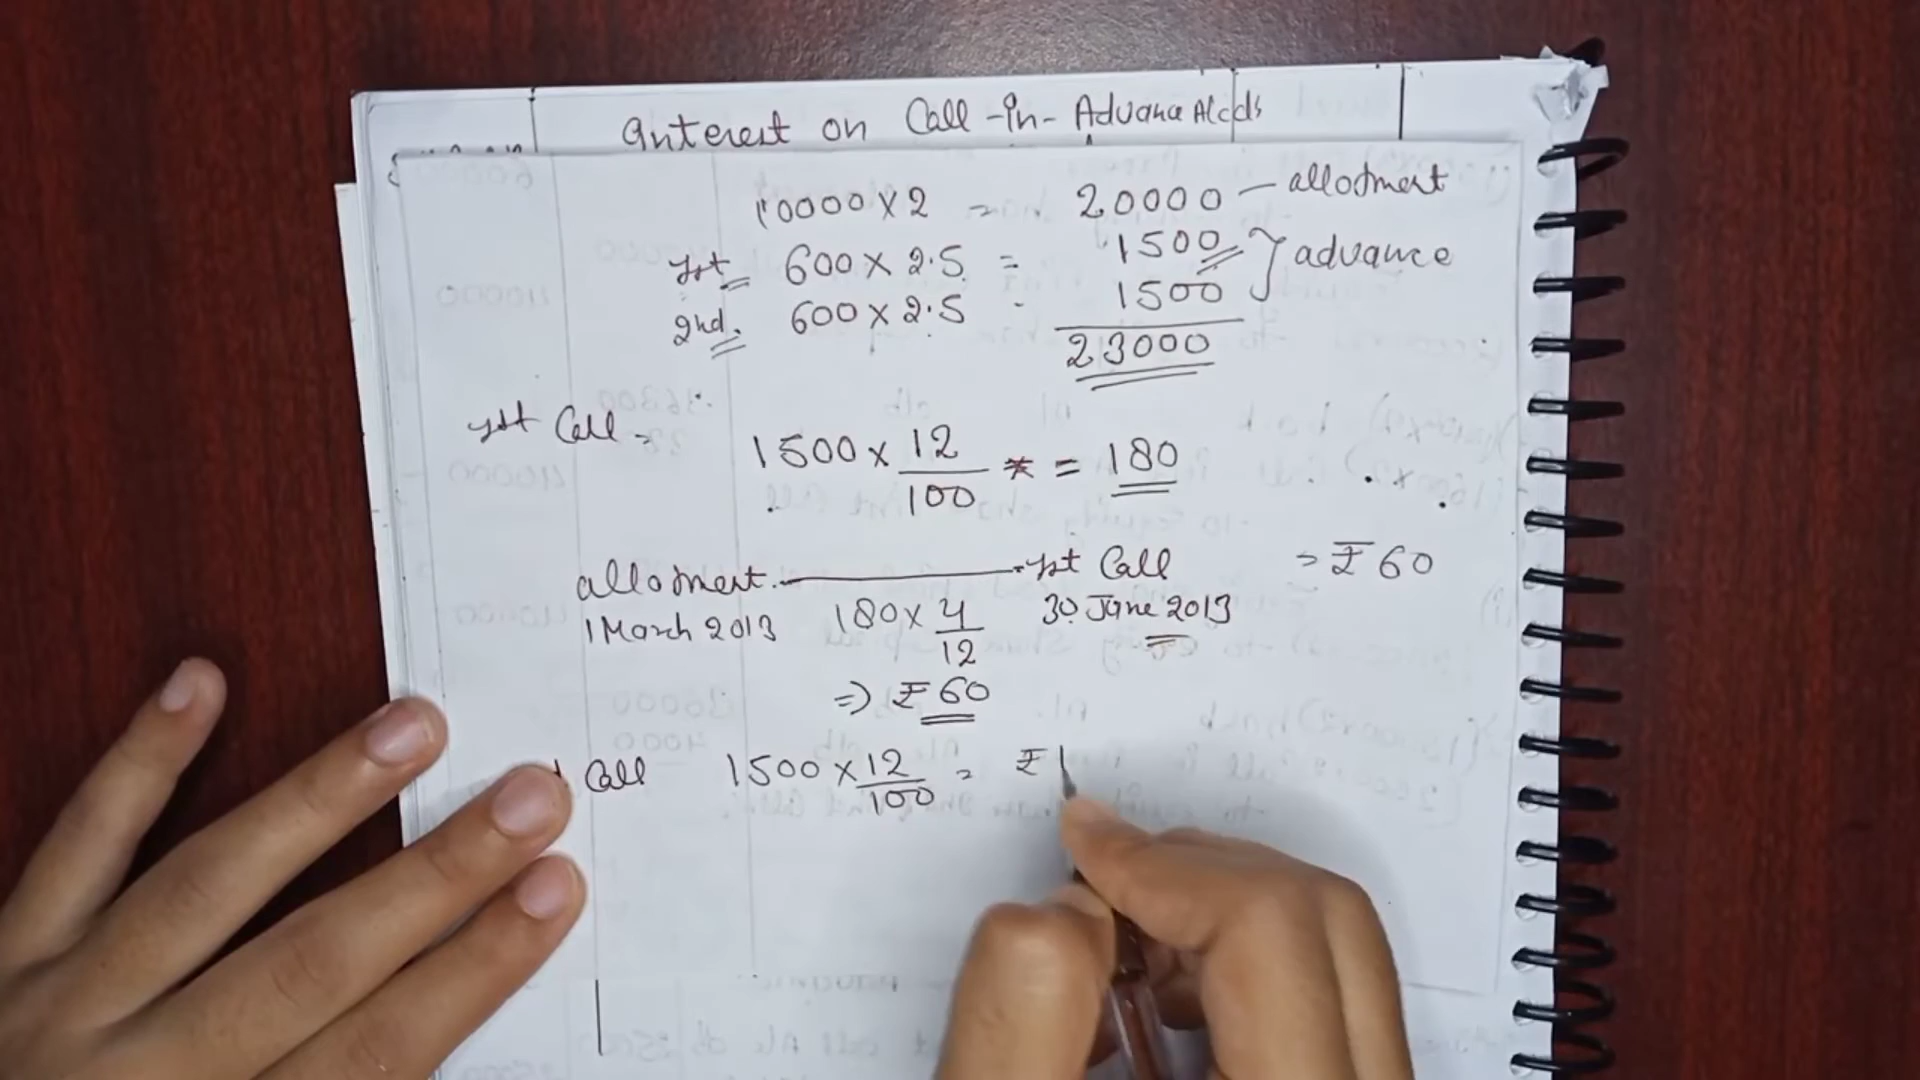 Interest on Call-in-Advance A/c ds
10000 × 2 = 20000 — allotment
1st 600 × 2.5 = 1500 } advance
2nd. 600 × 2.5 - 1500
23000
1st Call =
1500 × 12/100 * = 180
allotment. ——— 1st Call = ₹ 60
1 March 2013 180 × 4/12 30 June 2013
⇒ ₹ 60
Call 1500 × 12/100 = ₹ 1